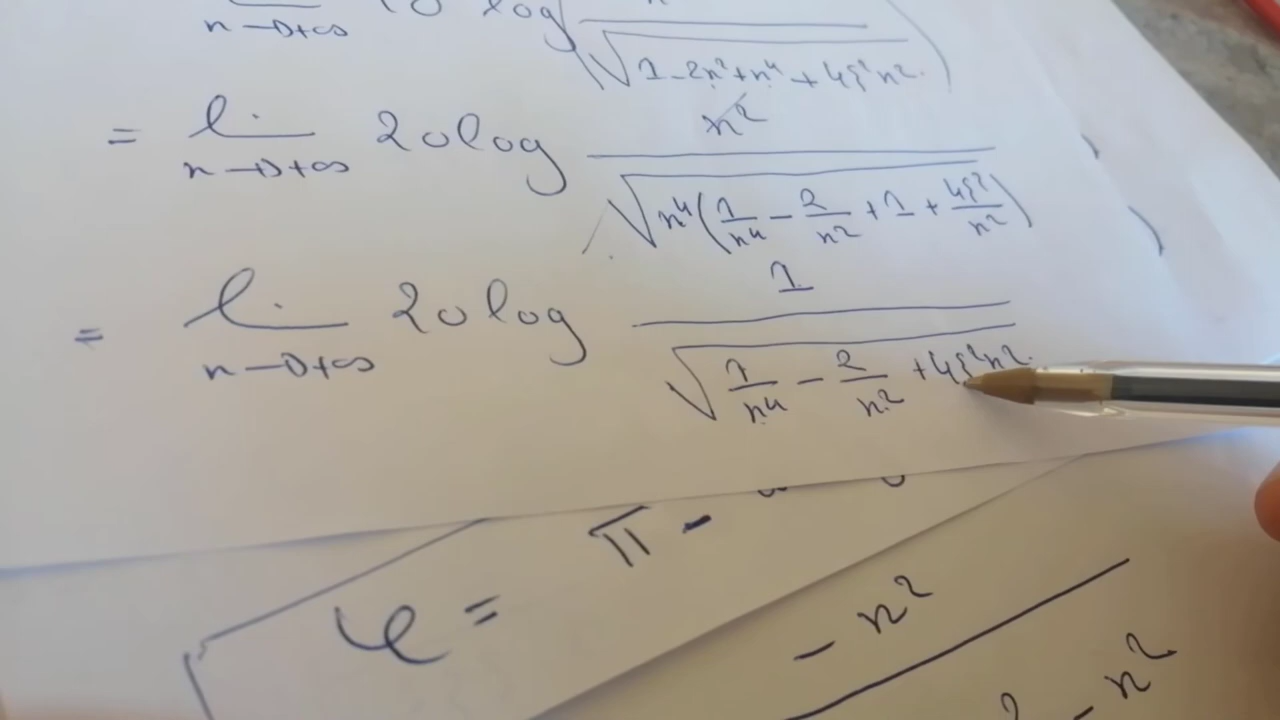 n→+∞ log
√1-2n²+n⁴+4ξ²n²
= lim n→+∞ 20log n² / √n⁴(1/n⁴ - 2/n² + 1 + 4ξ²/n²)
= lim n→+∞ 20log 1 / √1/n⁴ - 2/n² + 4ξ²n²
φ = π -
- n²
- n²